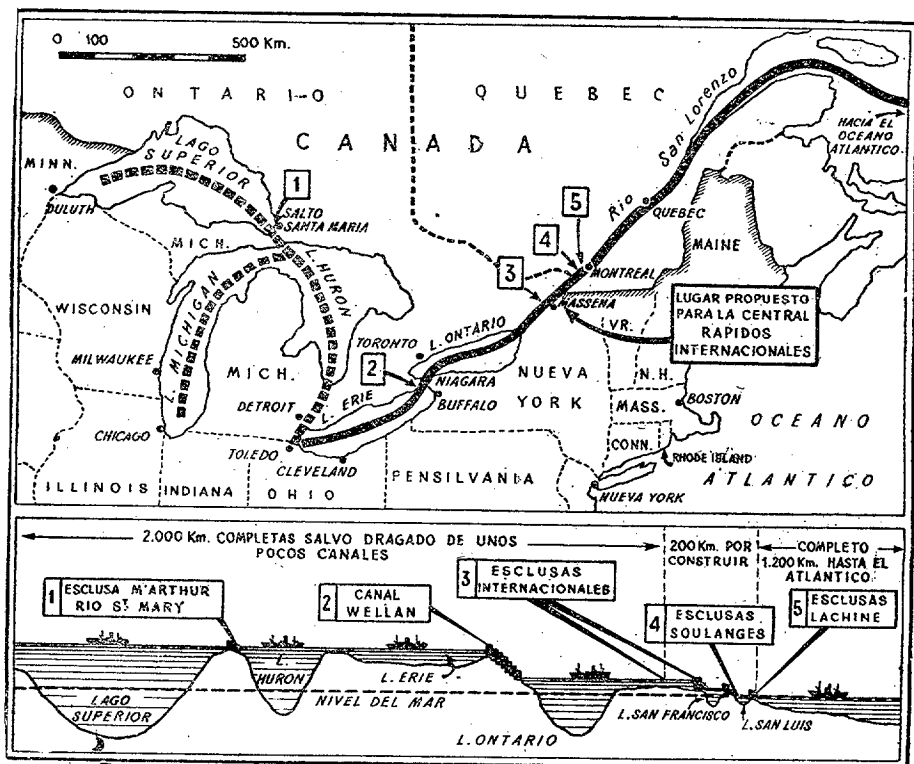 0 100 500 Km.
ONTARIO
QUEBEC
CANADA
Rio San Lorenzo
HACIA EL
OCEANO
ATLANTICO.
MINN.
LAGO
SUPERIOR
1
DULUTH
SALTO
SANTA MARIA
MICH.
L. HURON
L. MICHIGAN
WISCONSIN
MILWAUKEE
MICH.
CHICAGO
DETROIT
TOLEDO
CLEVELAND
L. ERIE
2
TORONTO
L. ONTARIO
NIAGARA
BUFFALO
3
4
5
QUEBEC
MONTREAL
MASSENA
MAINE
LUGAR PROPUESTO
PARA LA CENTRAL
RAPIDOS
INTERNACIONALES
VR.
N.H.
NUEVA
YORK
MASS.
BOSTON
CONN.
RHODE ISLAND
NUEVA YORK
OCEANO
ATLANTICO
ILLINOIS
INDIANA
OHIO
PENSILVANIA
2.000 Km. COMPLETAS SALVO DRAGADO DE UNOS
POCOS CANALES
200 Km. POR
CONSTRUIR
COMPLETO
1.200 Km. HASTA EL
ATLANTICO.
1 ESCLUSA M'ARTHUR
RIO St. MARY
2 CANAL
WELLAN
3 ESCLUSAS
INTERNACIONALES
4 ESCLUSAS
SOULANGES
5 ESCLUSAS
LACHINE
LAGO
SUPERIOR
L.
HURON
L. ERIE
NIVEL DEL MAR
L. ONTARIO
L. SAN FRANCISCO
L. SAN LUIS